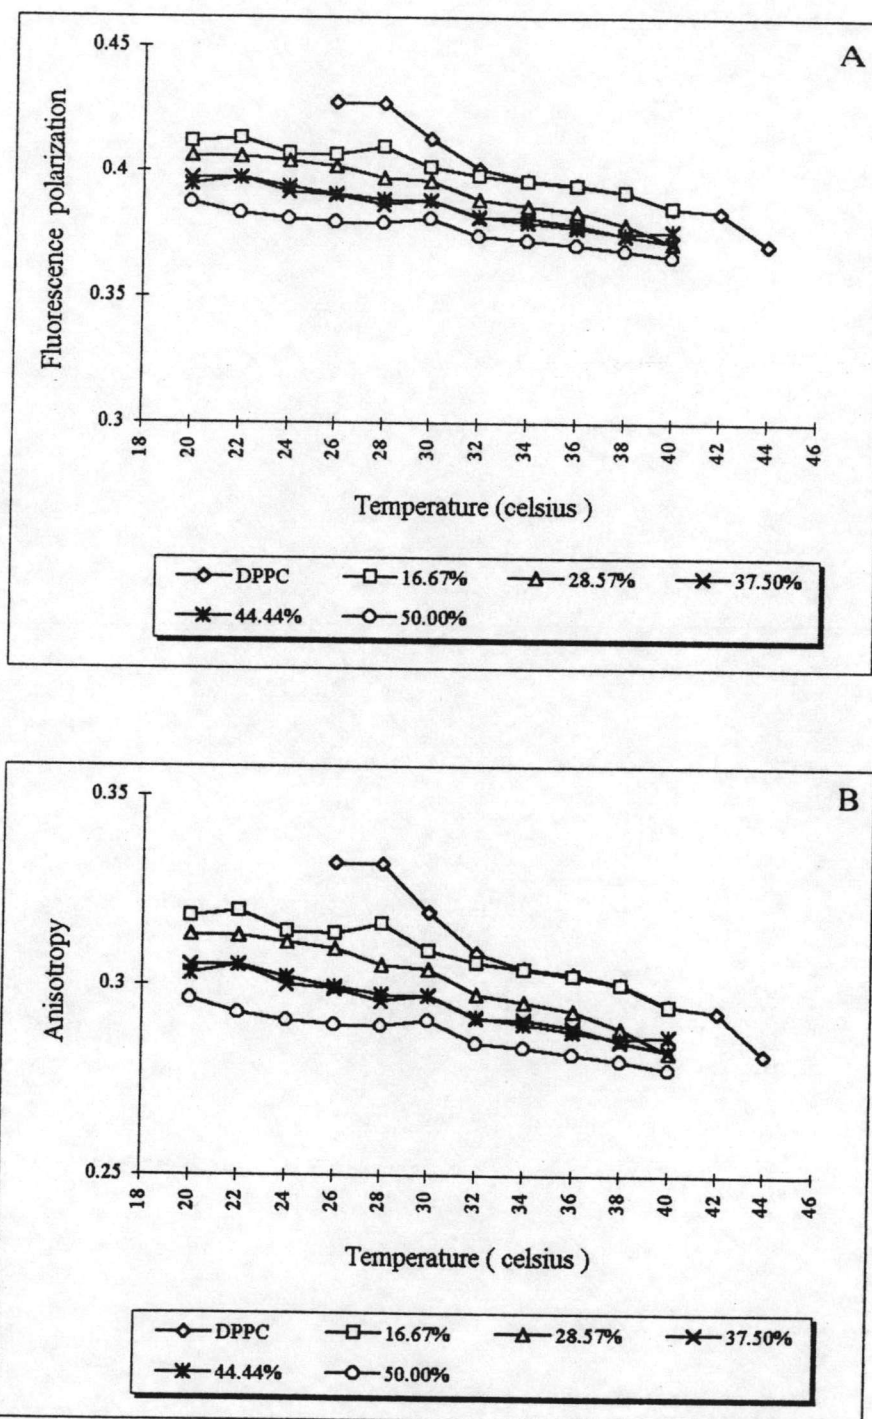 A
0.45
0.4
0.35
0.3
Fluorescence polarization
18 20 22 24 26 28 30 32 34 36 38 40 42 44 46
Temperature (celsius )
DPPC 16.67% 28.57% 37.50%
44.44% 50.00%
B
0.35
0.3
0.25
Anisotropy
18 20 22 24 26 28 30 32 34 36 38 40 42 44 46
Temperature ( celsius )
DPPC 16.67% 28.57% 37.50%
44.44% 50.00%